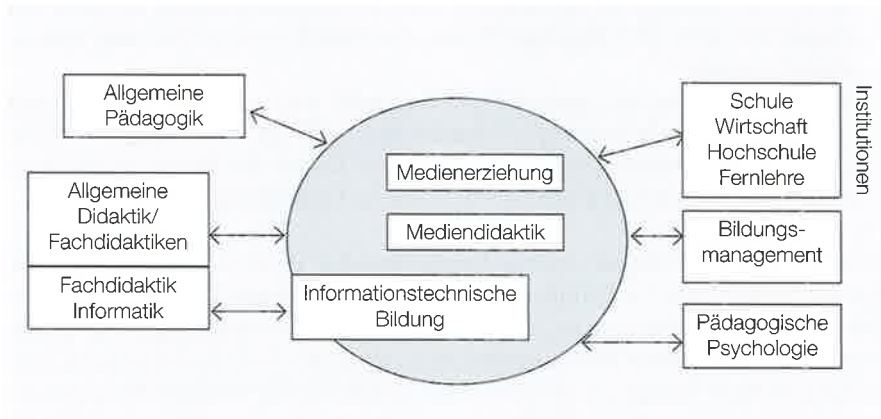 Allgemeine
Pädagogik
Allgemeine
Didaktik/
Fachdidaktiken
Fachdidaktik
Informatik
Medienerziehung
Mediendidaktik
Informationstechnische
Bildung
Schule
Wirtschaft
Hochschule
Fernlehre
Institutionen
Bildungs-
management
Pädagogische
Psychologie